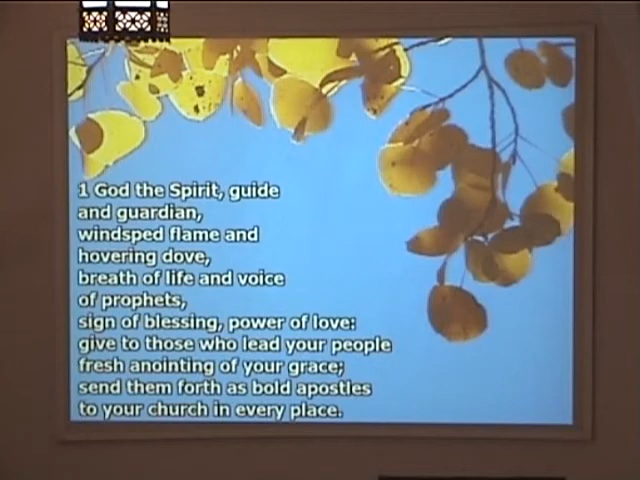 1 God the Spirit, guide
and guardian,
windsped flame and
hovering dove,
breath of life and voice
of prophets,
sign of blessing, power of love:
give to those who lead your people
fresh anointing of your grace;
send them forth as bold apostles
to your church in every place.